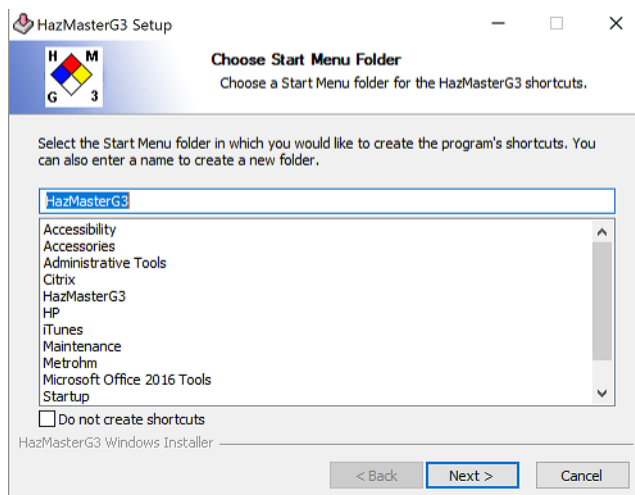 HazMasterG3 Setup
H M
G 3
Choose Start Menu Folder
Choose a Start Menu folder for the HazMasterG3 shortcuts.
Select the Start Menu folder in which you would like to create the program's shortcuts. You
can also enter a name to create a new folder.
HazMasterG3
Accessibility
Accessories
Administrative Tools
Citrix
HazMasterG3
HP
iTunes
Maintenance
Metrohm
Microsoft Office 2016 Tools
Startup
Do not create shortcuts
HazMasterG3 Windows Installer
< Back Next > Cancel